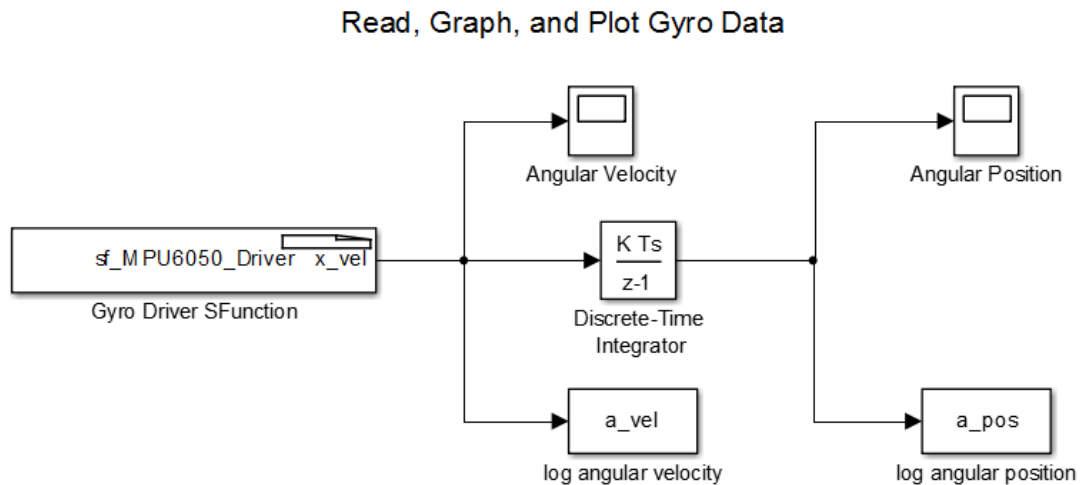 Read, Graph, and Plot Gyro Data
Angular Velocity
Angular Position
sf_MPU6050_Driver x_vel
Gyro Driver SFunction
K Ts
z-1
Discrete-Time
Integrator
a_vel
log angular velocity
a_pos
log angular position